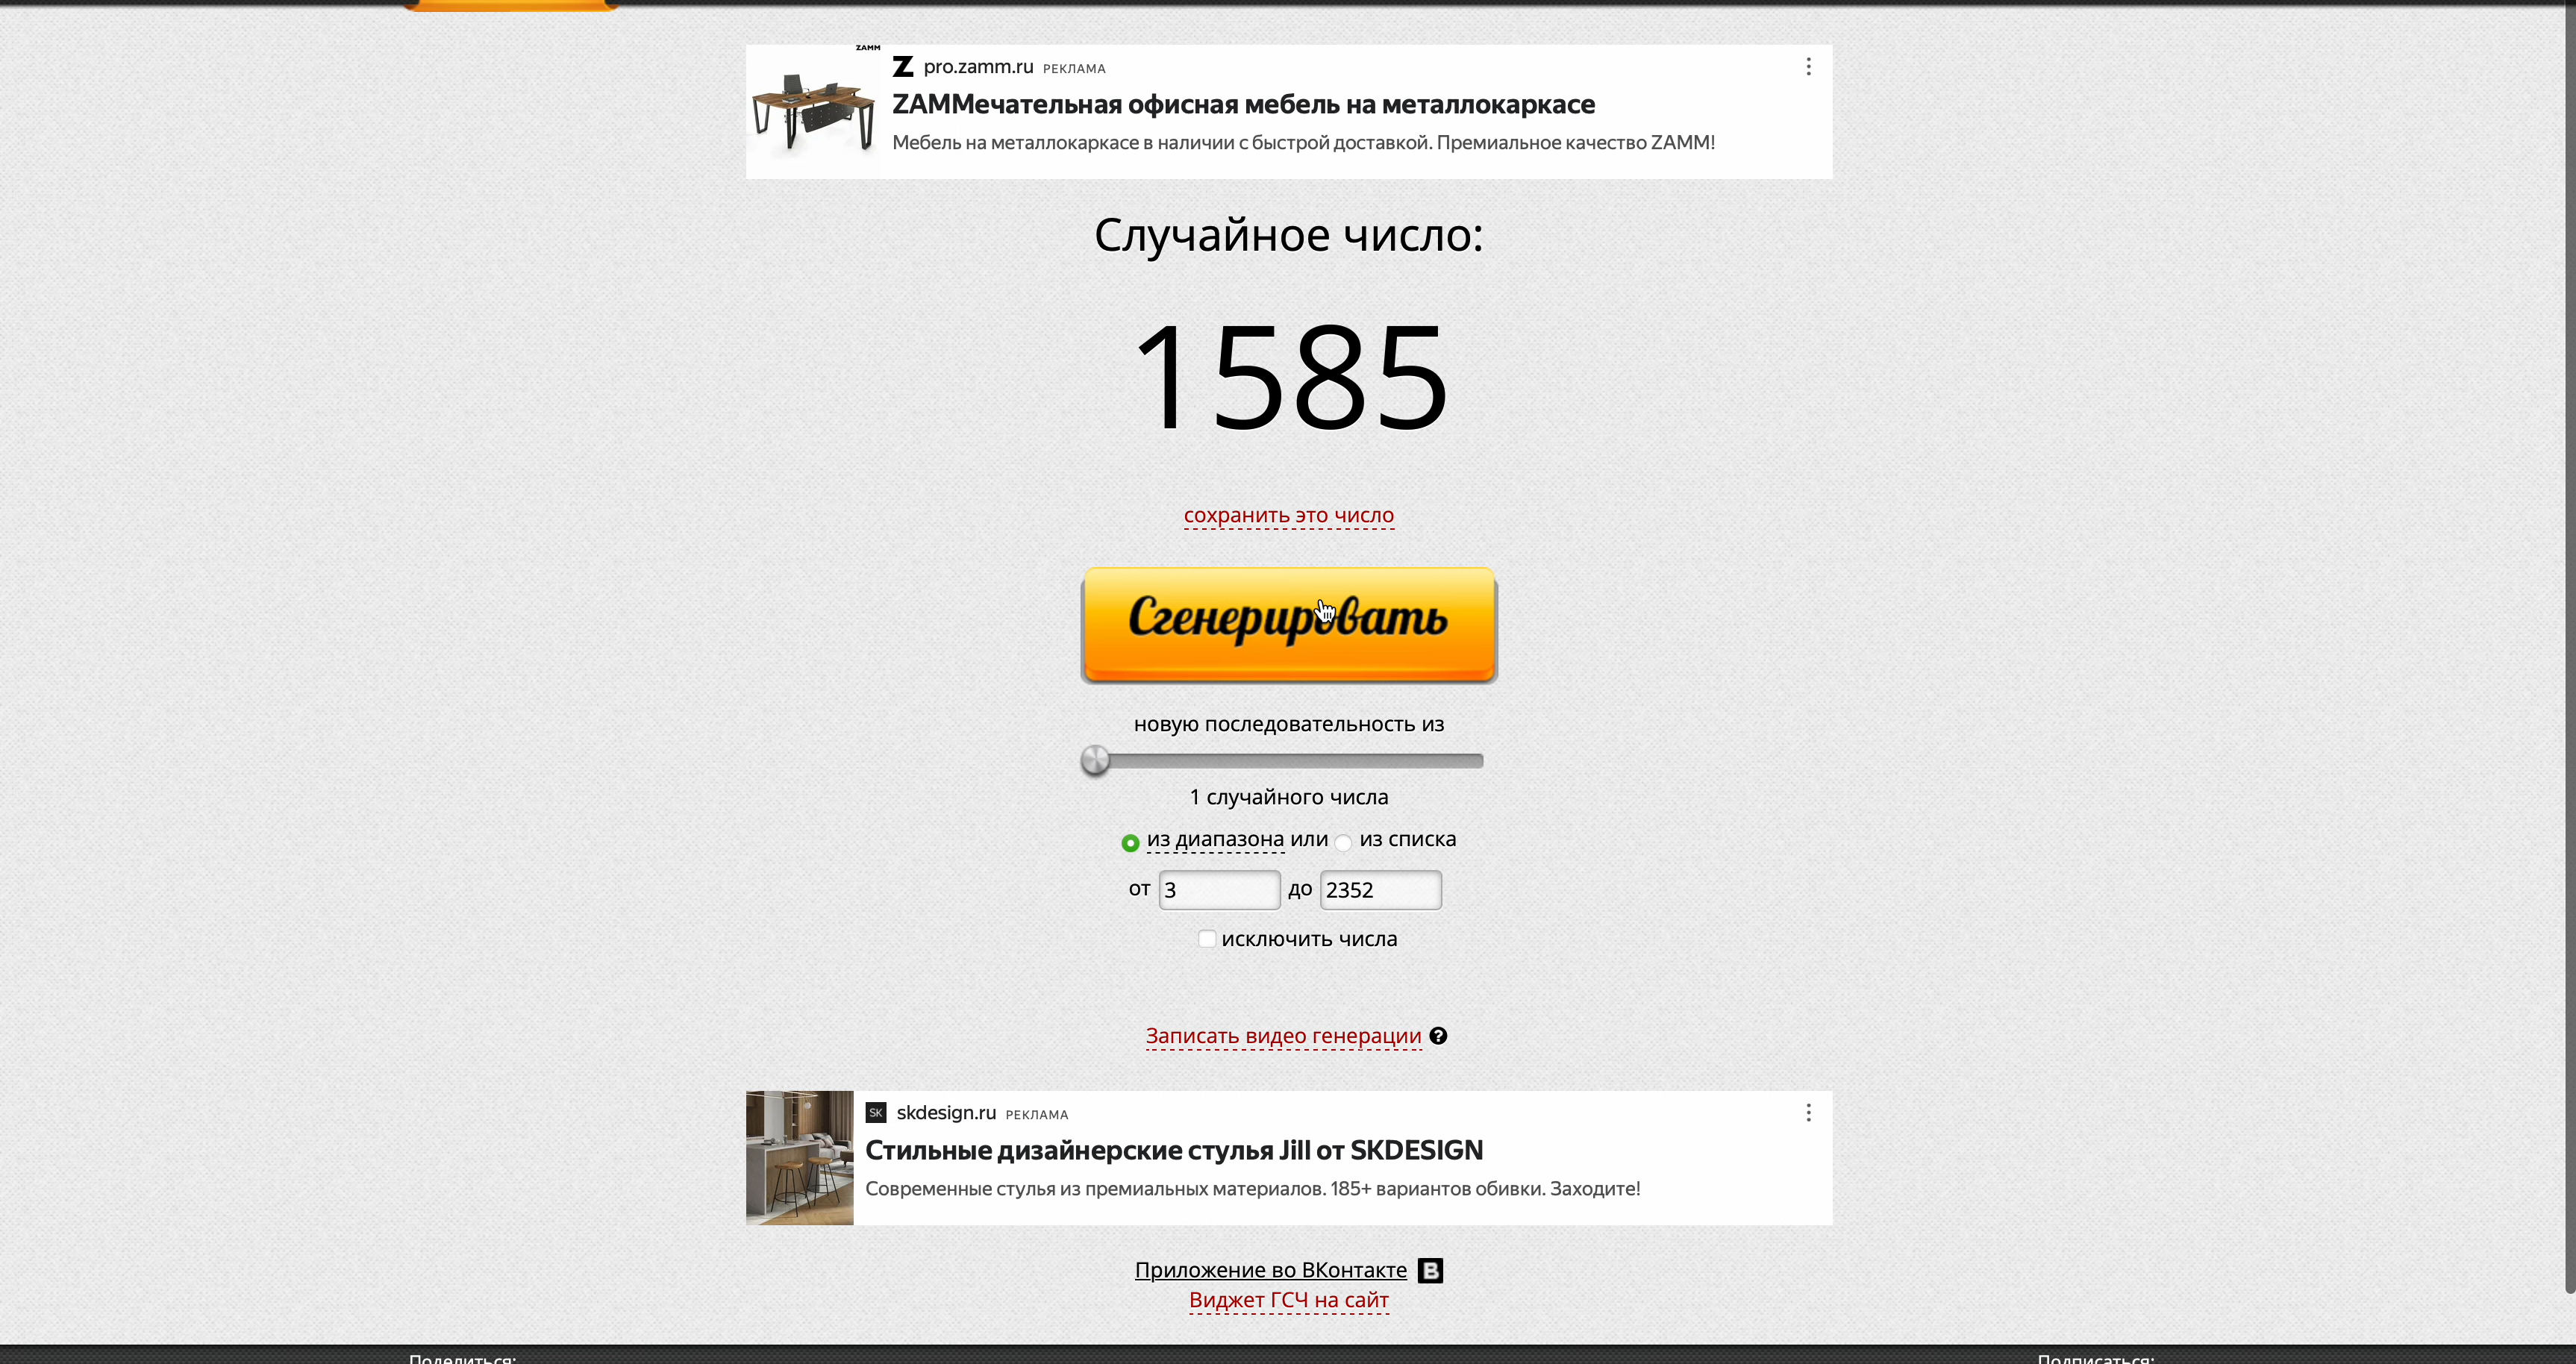 ZAMM
pro.zamm.ru РЕКЛАМА
ZAMMечательная офисная мебель на металлокаркасе
Мебель на металлокаркасе в наличии с быстрой доставкой. Премиальное качество ZAMM!
Случайное число:
1585
сохранить это число
Сгенерировать
новую последовательность из
1 случайного числа
из диапазона или из списка
от 3 до 2352
исключить числа
Записать видео генерации ?
SK skdesign.ru РЕКЛАМА
Стильные дизайнерские стулья Jill от SKDESIGN
Современные стулья из премиальных материалов. 185+ вариантов обивки. Заходите!
Приложение во ВКонтакте В
Виджет ГСЧ на сайт
Поделиться: Подписаться: